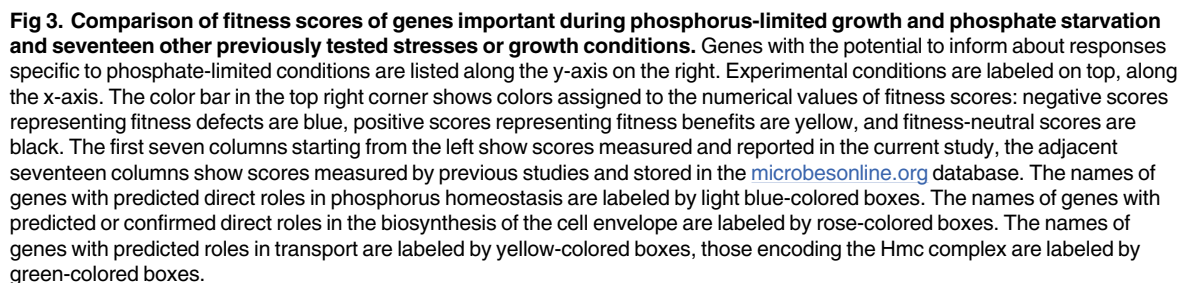 Fig 3. Comparison of fitness scores of genes important during phosphorus-limited growth and phosphate starvation
and seventeen other previously tested stresses or growth conditions. Genes with the potential to inform about responses
specific to phosphate-limited conditions are listed along the y-axis on the right. Experimental conditions are labeled on top, along
the x-axis. The color bar in the top right corner shows colors assigned to the numerical values of fitness scores: negative scores
representing fitness defects are blue, positive scores representing fitness benefits are yellow, and fitness-neutral scores are
black. The first seven columns starting from the left show scores measured and reported in the current study, the adjacent
seventeen columns show scores measured by previous studies and stored in the microbesonline.org database. The names of
genes with predicted direct roles in phosphorus homeostasis are labeled by light blue-colored boxes. The names of genes with
predicted or confirmed direct roles in the biosynthesis of the cell envelope are labeled by rose-colored boxes. The names of
genes with predicted roles in transport are labeled by yellow-colored boxes, those encoding the Hmc complex are labeled by
green-colored boxes.